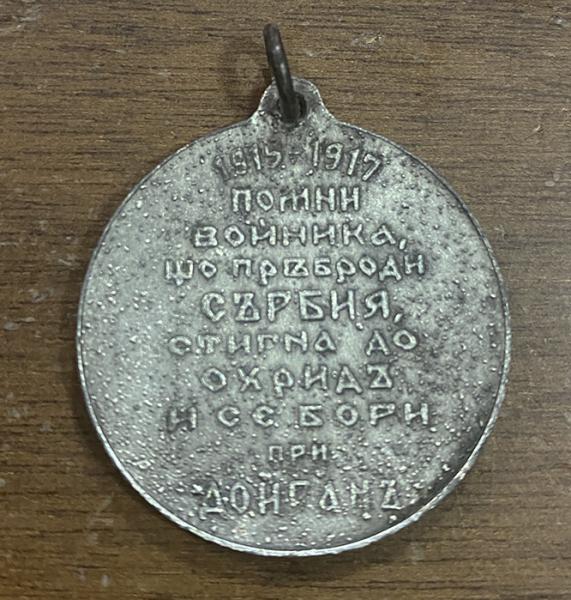 1915-1917
ПОМНИ
ВОЙНИКА,
ЩО ПРѢБРОДИ
СЪРБИЯ,
СТИГНА ДО
ОХРИДЪ
И СЕ БОРИ
ПРИ
ДОЙРАНЪ